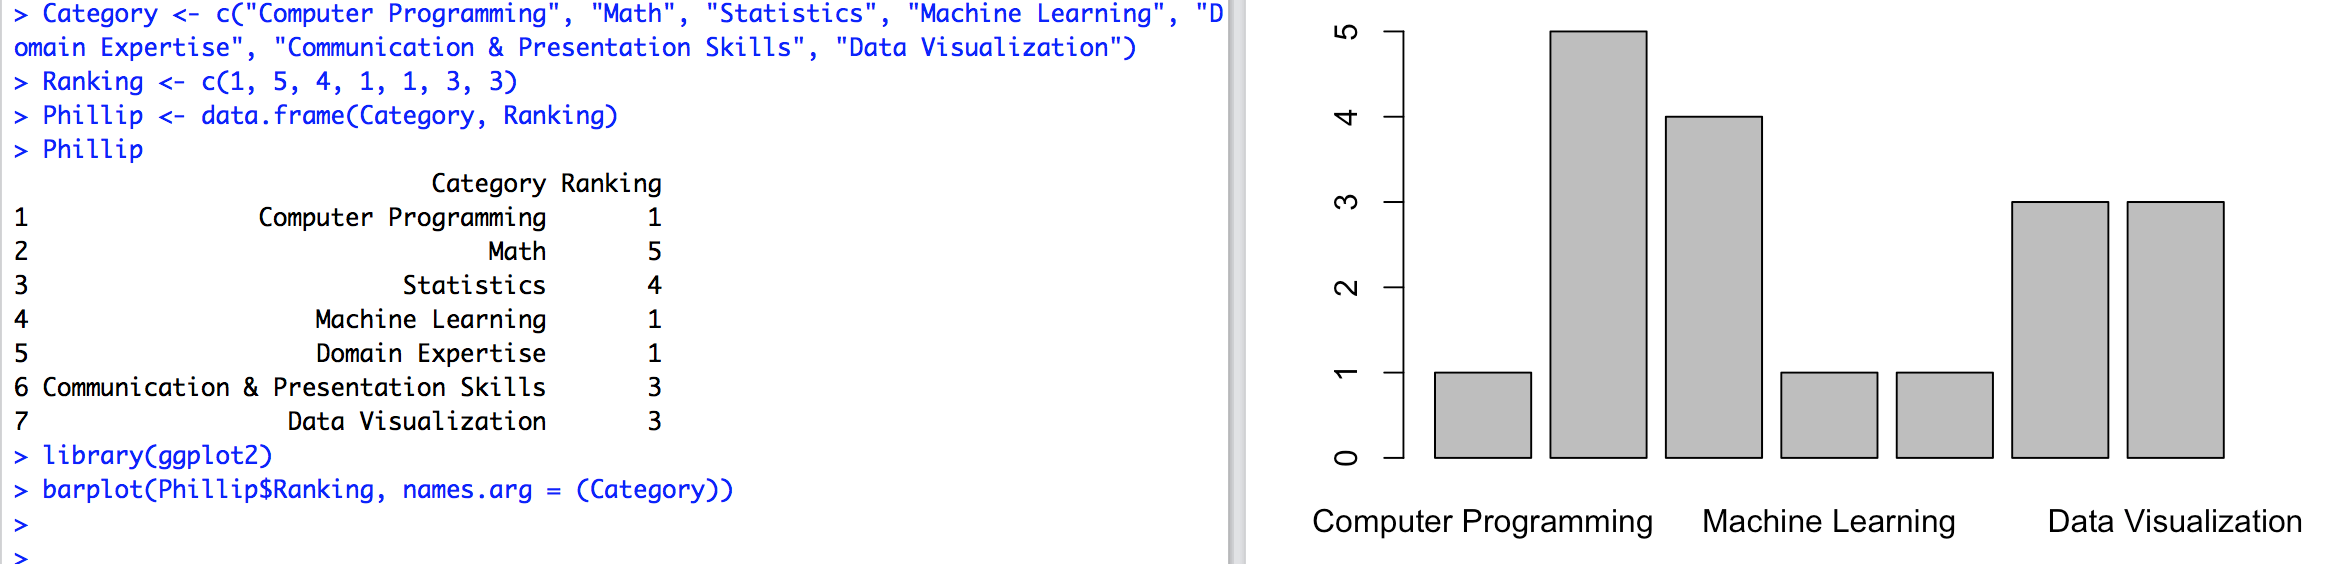 > Category <- c("Computer Programming", "Math", "Statistics", "Machine Learning", "D
omain Expertise", "Communication & Presentation Skills", "Data Visualization")
> Ranking <- c(1, 5, 4, 1, 1, 3, 3)
> Phillip <- data.frame(Category, Ranking)
> Phillip
Category Ranking
1 Computer Programming 1
2 Math 5
3 Statistics 4
4 Machine Learning 1
5 Domain Expertise 1
6 Communication & Presentation Skills 3
7 Data Visualization 3
> library(ggplot2)
> barplot(Phillip$Ranking, names.arg = (Category))
>
>
5
4
3
2
1
0
Computer Programming Machine Learning Data Visualization